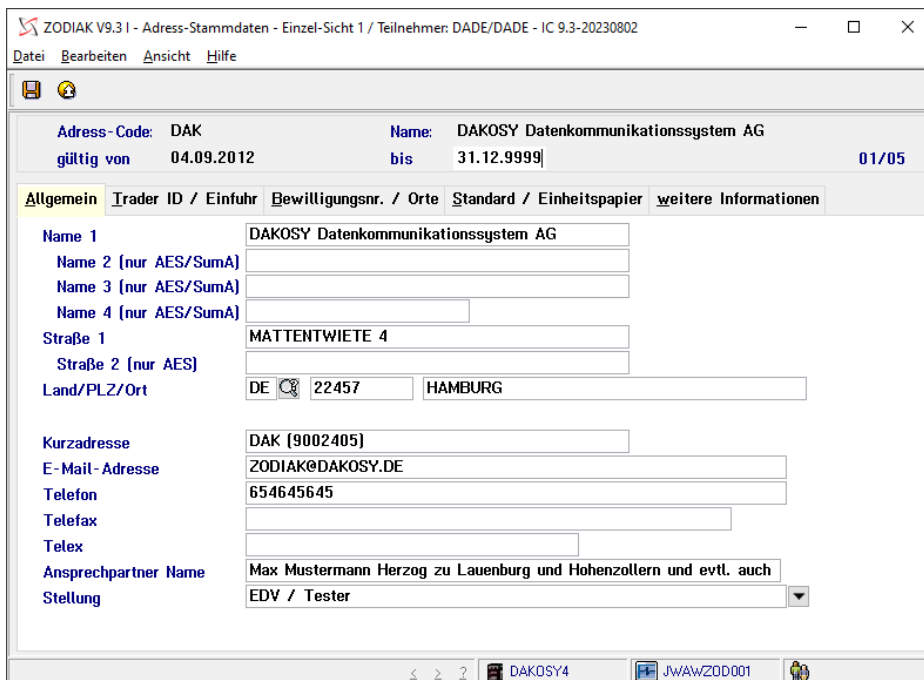 ZODIAK V9.3 I - Adress-Stammdaten - Einzel-Sicht 1 / Teilnehmer: DADE/DADE - IC 9.3-20230802
Datei Bearbeiten Ansicht Hilfe
Adress-Code: DAK Name: DAKOSY Datenkommunikationssystem AG
gültig von 04.09.2012 bis 31.12.9999 01/05
Allgemein Trader ID / Einfuhr Bewilligungsnr. / Orte Standard / Einheitspapier weitere Informationen
Name 1 DAKOSY Datenkommunikationssystem AG
Name 2 (nur AES/SumA)
Name 3 (nur AES/SumA)
Name 4 (nur AES/SumA)
Straße 1 MATTENTWIETE 4
Straße 2 (nur AES)
Land/PLZ/Ort DE 22457 HAMBURG
Kurzadresse DAK (9002405)
E-Mail-Adresse ZODIAK@DAKOSY.DE
Telefon 654645645
Telefax
Telex
Ansprechpartner Name Max Mustermann Herzog zu Lauenburg und Hohenzollern und evtl. auch
Stellung EDV / Tester
< > ? DAKOSY4 JWAWZOD001